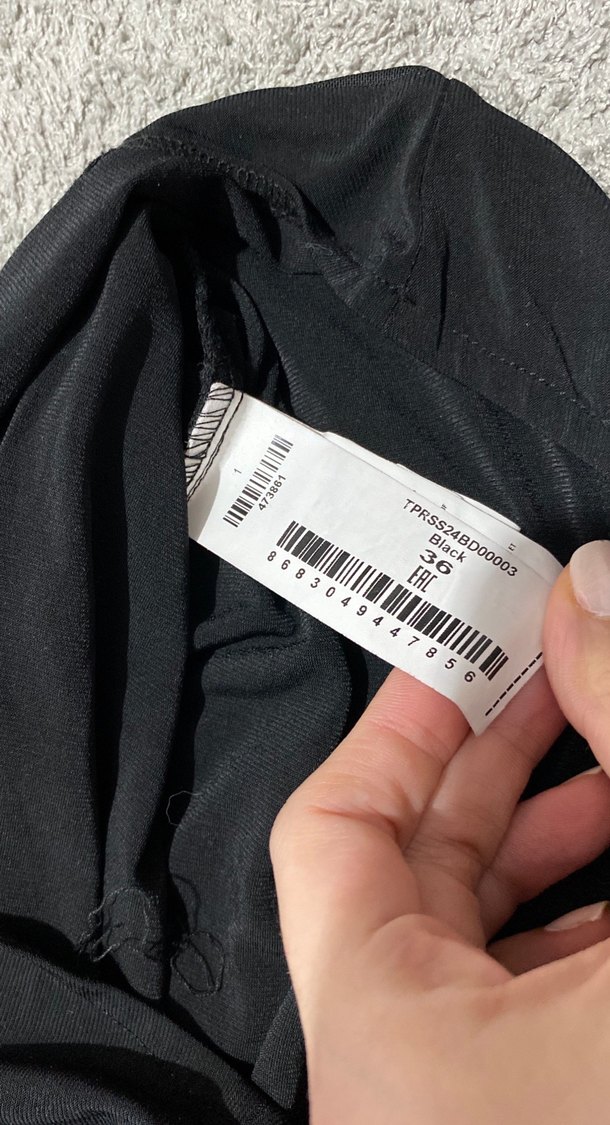 1
473861
TPRSS24BD00003
Black
36
EAC
8683049447856